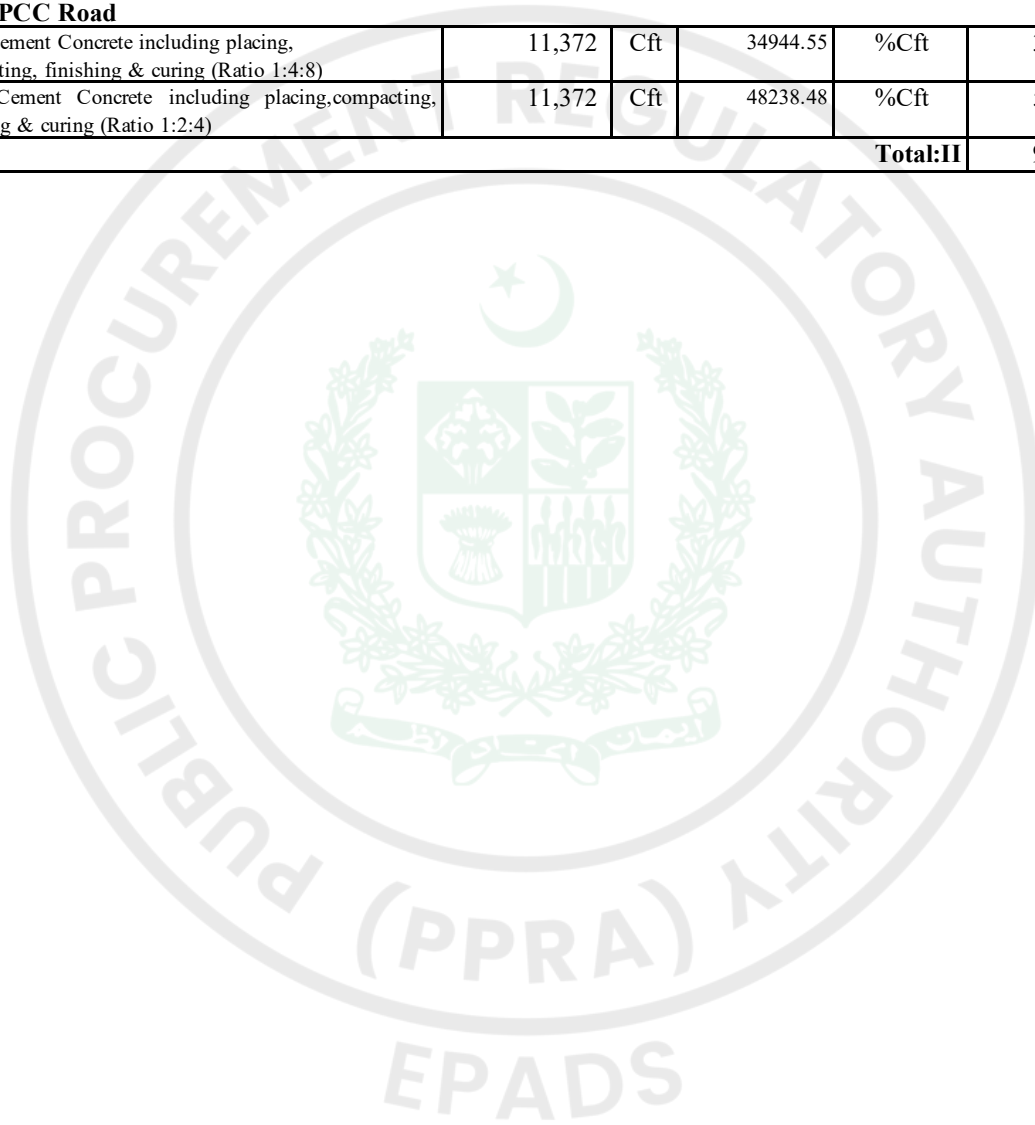 PCC Road
ement Concrete including placing, 11,372 Cft 34944.55 %Cft
ting, finishing & curing (Ratio 1:4:8)
Cement Concrete including placing,compacting, 11,372 Cft 48238.48 %Cft
g & curing (Ratio 1:2:4)
Total:II
PUBLIC PROCUREMENT REGULATORY AUTHORITY
(PPRA)
EPADS